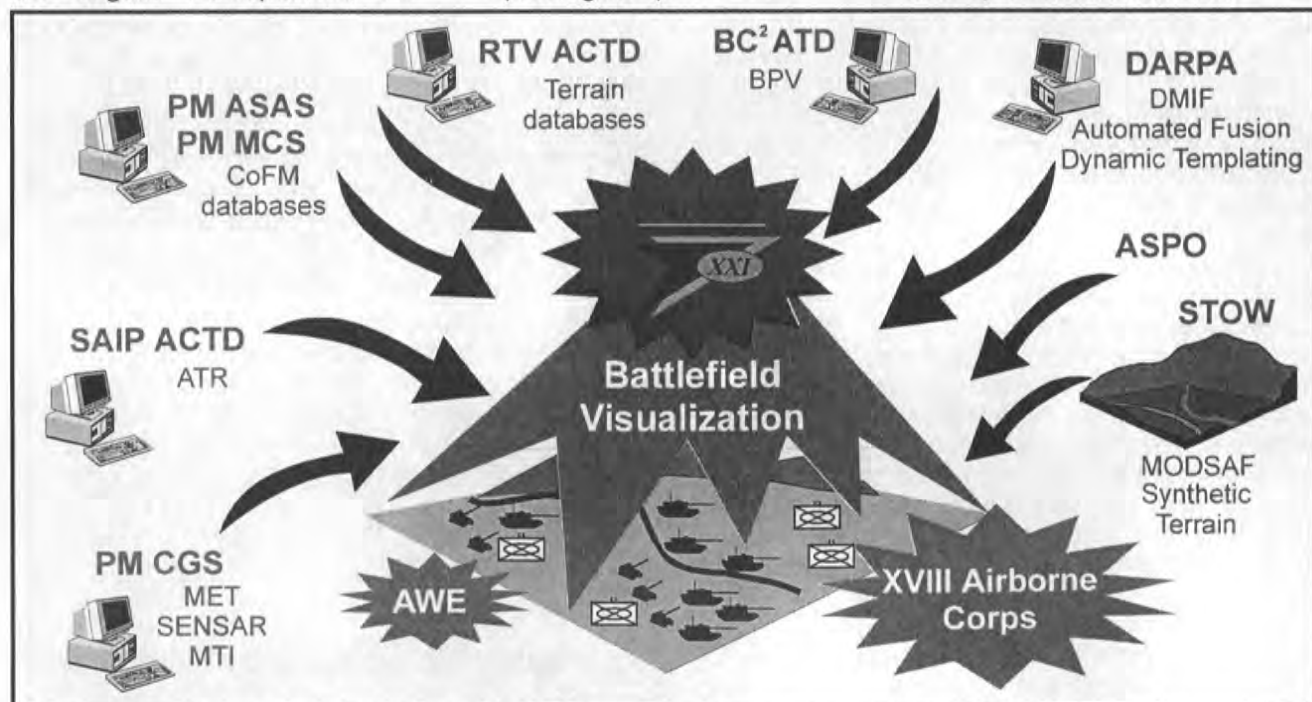 RTV ACTD
Terrain
databases
BC² ATD
BPV
DARPA
DMIF
Automated Fusion
Dynamic Templating
PM ASAS
PM MCS
CoFM
databases
XXI
ASPO
STOW
MODSAF
Synthetic
Terrain
SAIP ACTD
ATR
Battlefield
Visualization
PM CGS
MET
SENSAR
MTI
AWE
XVIII Airborne
Corps